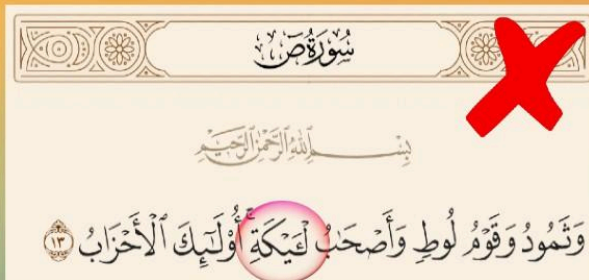 سُورَةُ صٓ
بِسْمِ ٱللَّهِ ٱلرَّحْمَٰنِ ٱلرَّحِيمِ
وَثَمُودُ وَقَوْمُ لُوطٍ وَأَصْحَٰبُ لْـَٔيْكَةِ ۚ أُو۟لَٰٓئِكَ ٱلْأَحْزَابُ ١٣